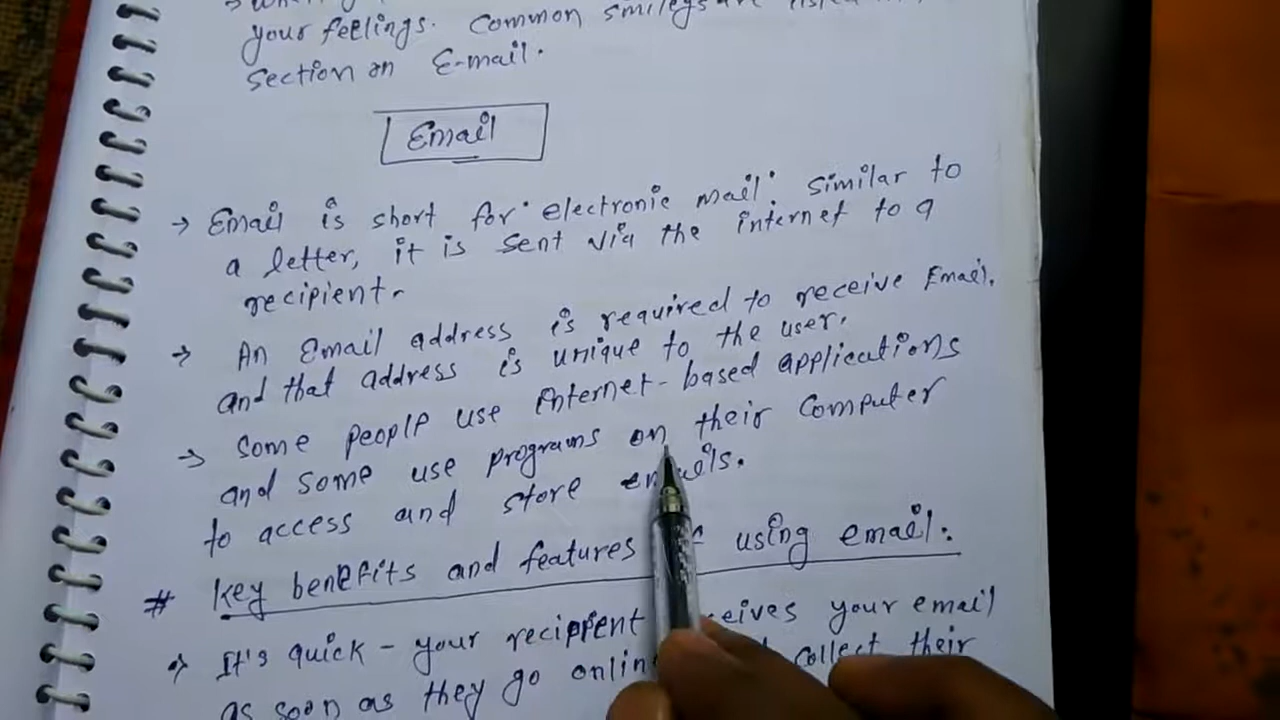 your feelings. Common smileys are
section on E-mail.
Email
→ Email is short for electronic mail. Similar to
a letter, it is sent via the internet to a
recipient.
→ An Email address is required to receive Email,
and that address is unique to the user.
→ Some people use internet-based applications
and some use programs on their computer
to access and store emails.
# Key benefits and features of using email:
→ It's quick - your recipient receives your email
as soon as they go online collect their